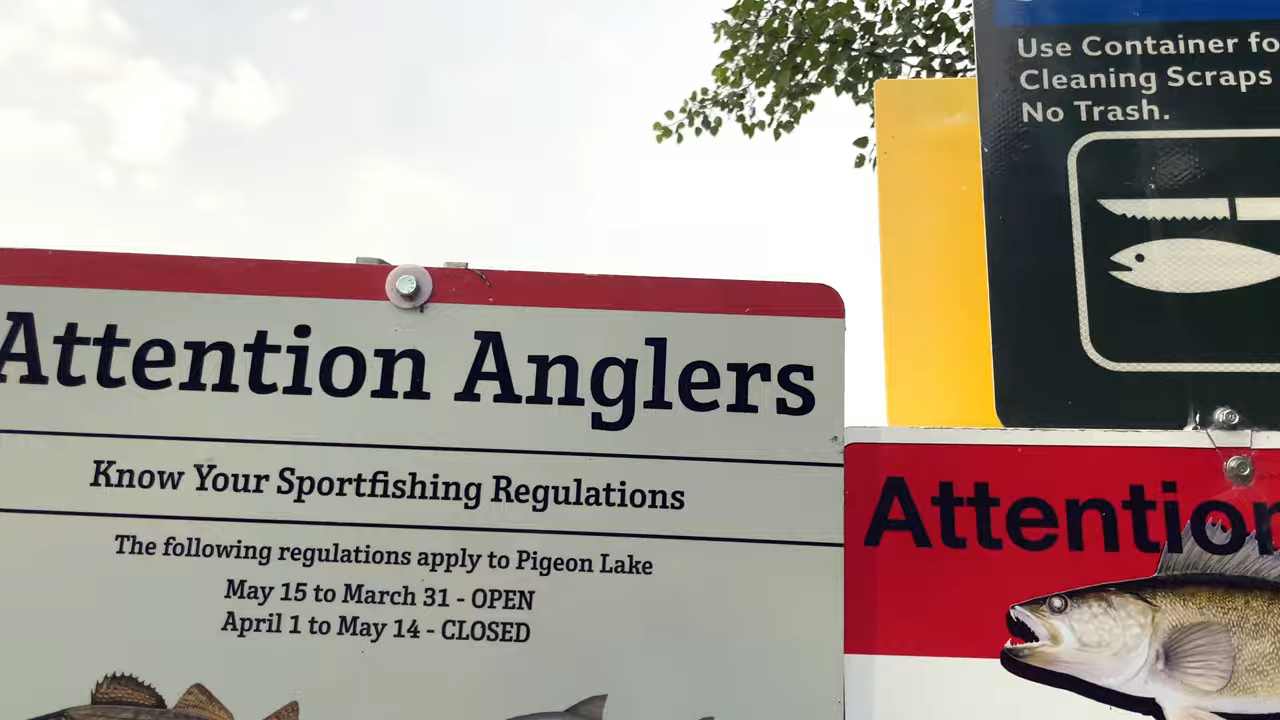 Use Container fo
Cleaning Scraps
No Trash.
Attention Anglers
Know Your Sportfishing Regulations
The following regulations apply to Pigeon Lake
May 15 to March 31 - OPEN
April 1 to May 14 - CLOSED
Attention